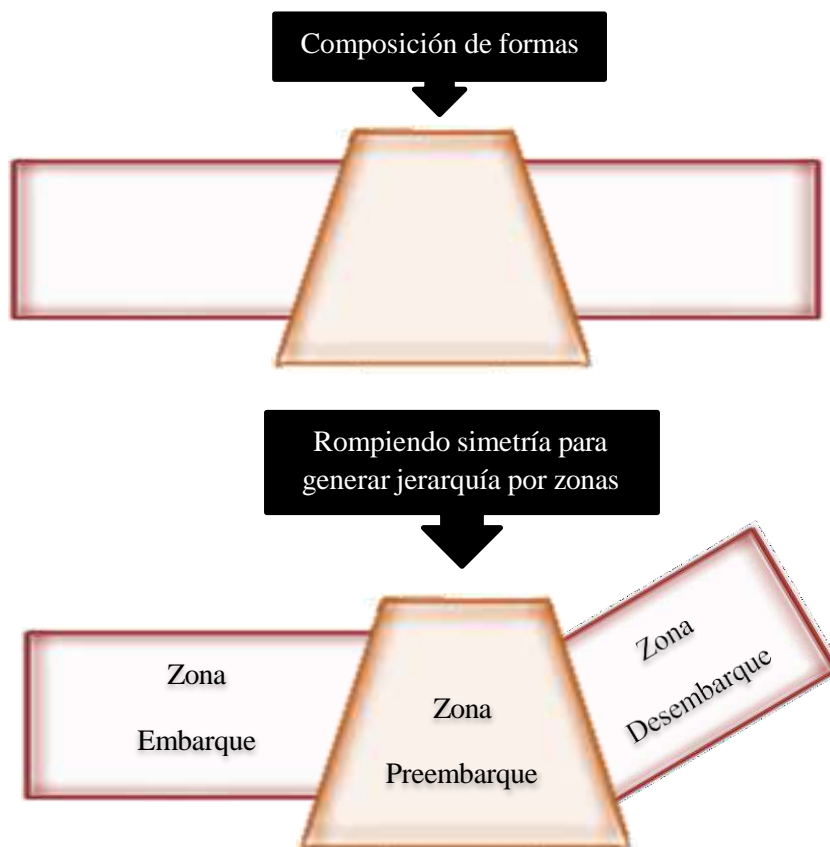 Composición de formas
Rompiendo simetría para
generar jerarquía por zonas
Zona
Embarque
Zona
Preembarque
Zona
Desembarque